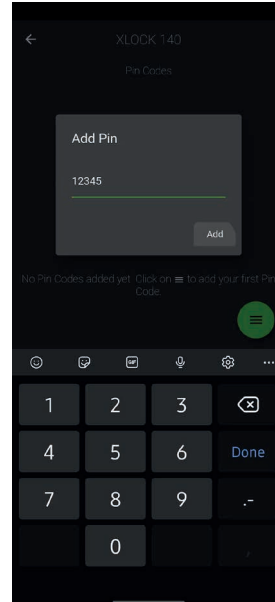 XLOCK 140
Pin Codes
Add Pin
12345
Add
No Pin Codes added yet. Click on ≡ to add your first Pin
Code.
GIF
1 2 3
4 5 6 Done
7 8 9 .-
0 ,